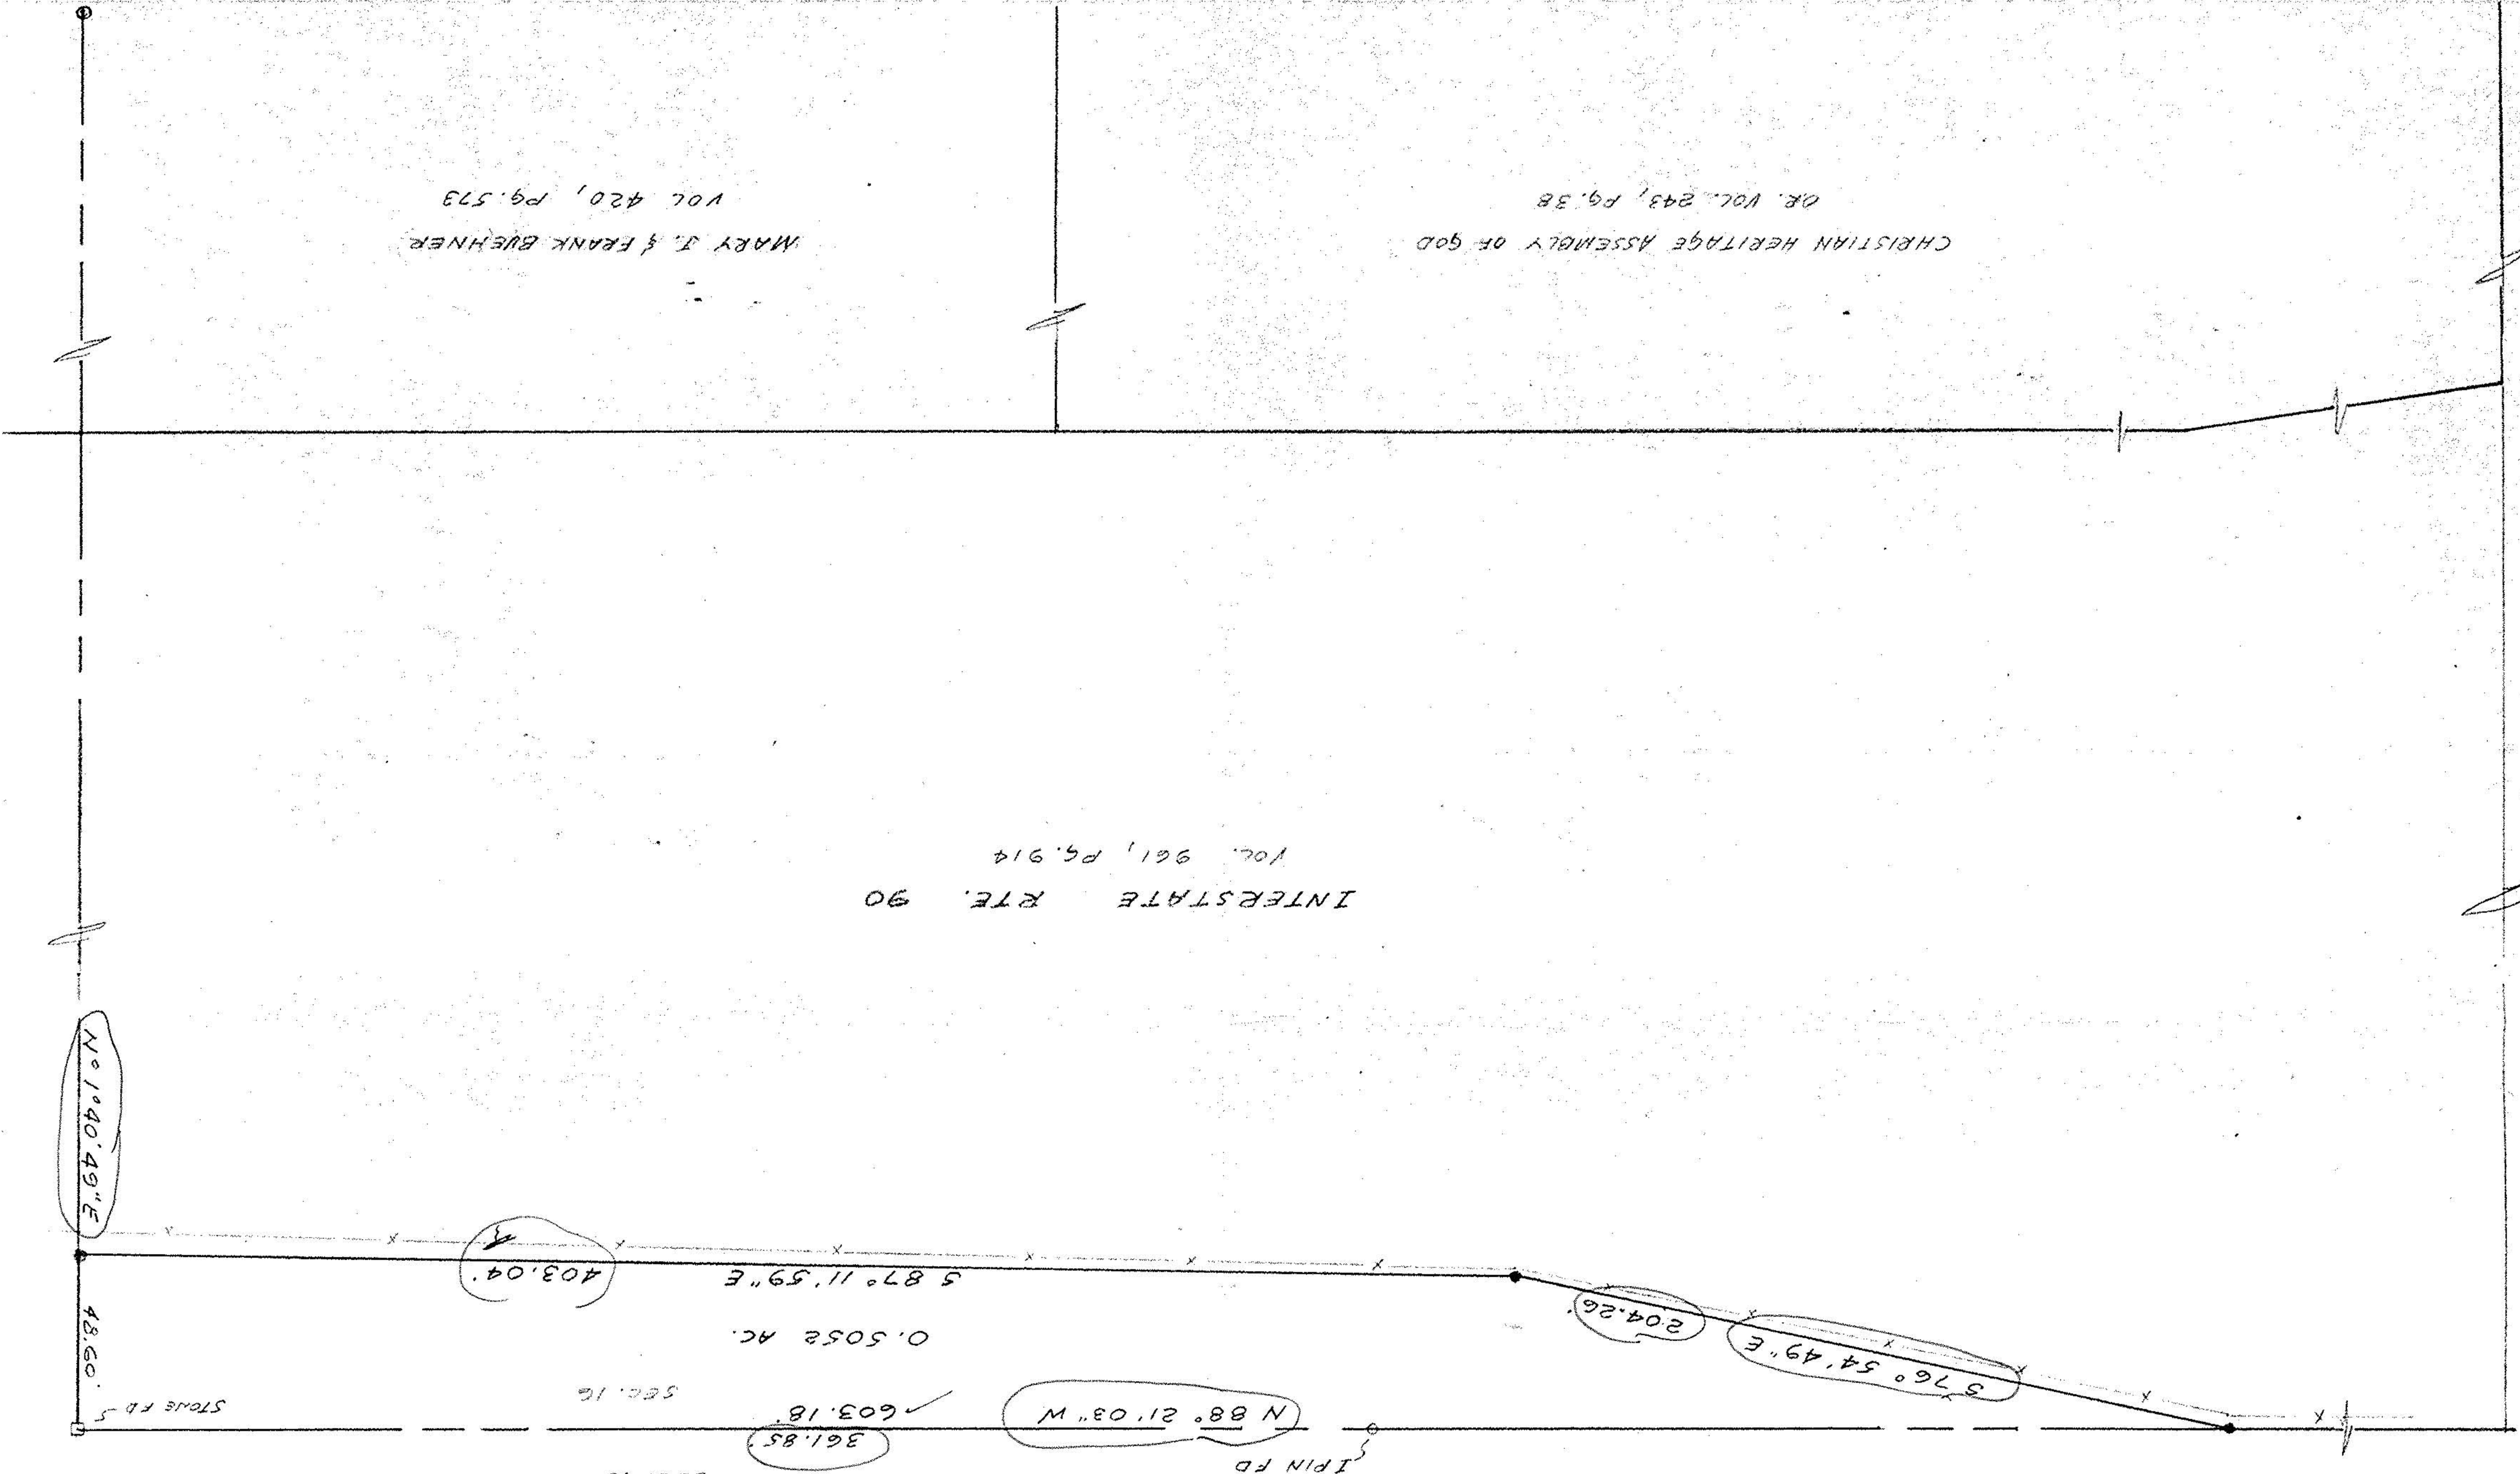 MARY J. & FRANK BUEHNER
VOL 420, PG. 573
CHRISTIAN HERITAGE ASSEMBLY OF GOD
OR. VOL. 243, PG. 38
INTERSTATE RTE. 90
VOL. 961, PG. 914
N° 1°40'49"E
48.60'
S 87° 11' 59" E
403.04'
S 76° 54' 49" E
204.26'
0.5052 AC.
SEC. 16
STONE FD
N 88° 21' 03" W
603.18'
361.85'
I PIN FD